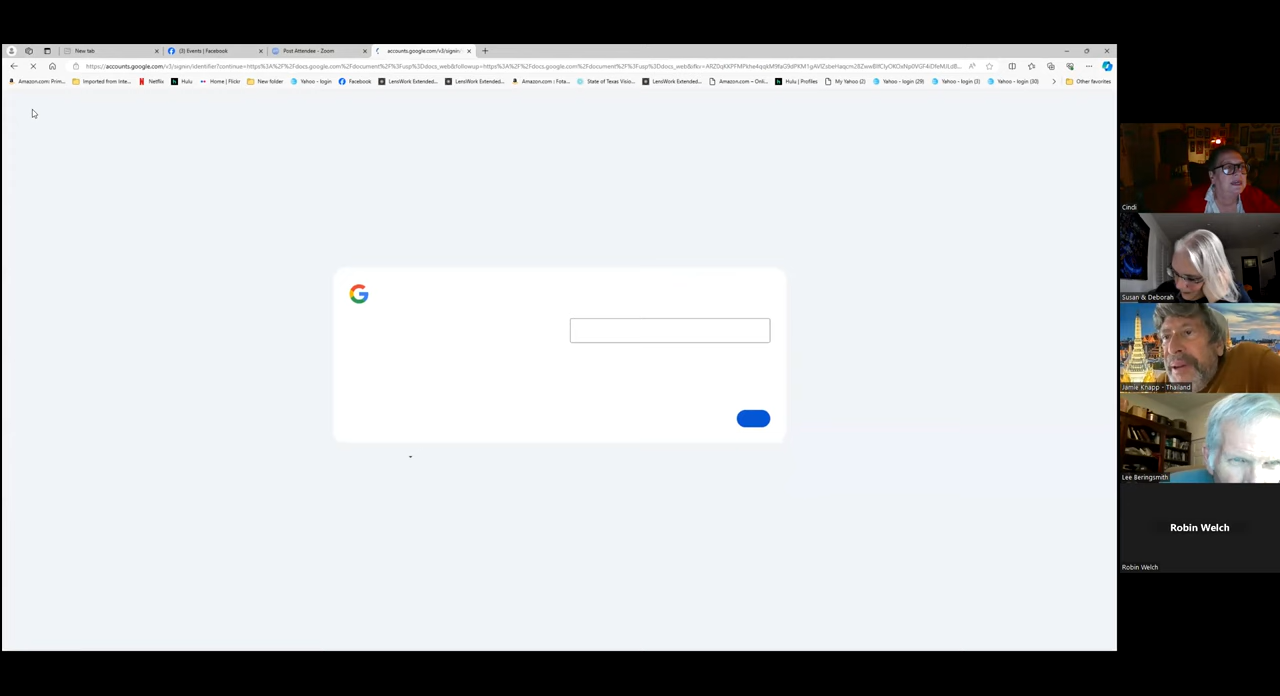 New tab
(3) Events | Facebook
Post Attendee - Zoom
accounts.google.com/v3/signin/
Amazon.com: Prim...
Imported from Inte...
Netflix
Hulu
Home | Flickr
New folder
Yahoo - login
Facebook
LensWork Extended...
LensWork Extended...
Amazon.com : Fota...
State of Texas Visio...
LensWork Extended...
Amazon.com – Onli...
Hulu | Profiles
My Yahoo (2)
Yahoo - login (29)
Yahoo - login (3)
Yahoo - login (30)
Other favorites
Cindi
Susan & Deborah
Jamie Knapp - Thailand
Lee Beringsmith
Robin Welch
Robin Welch